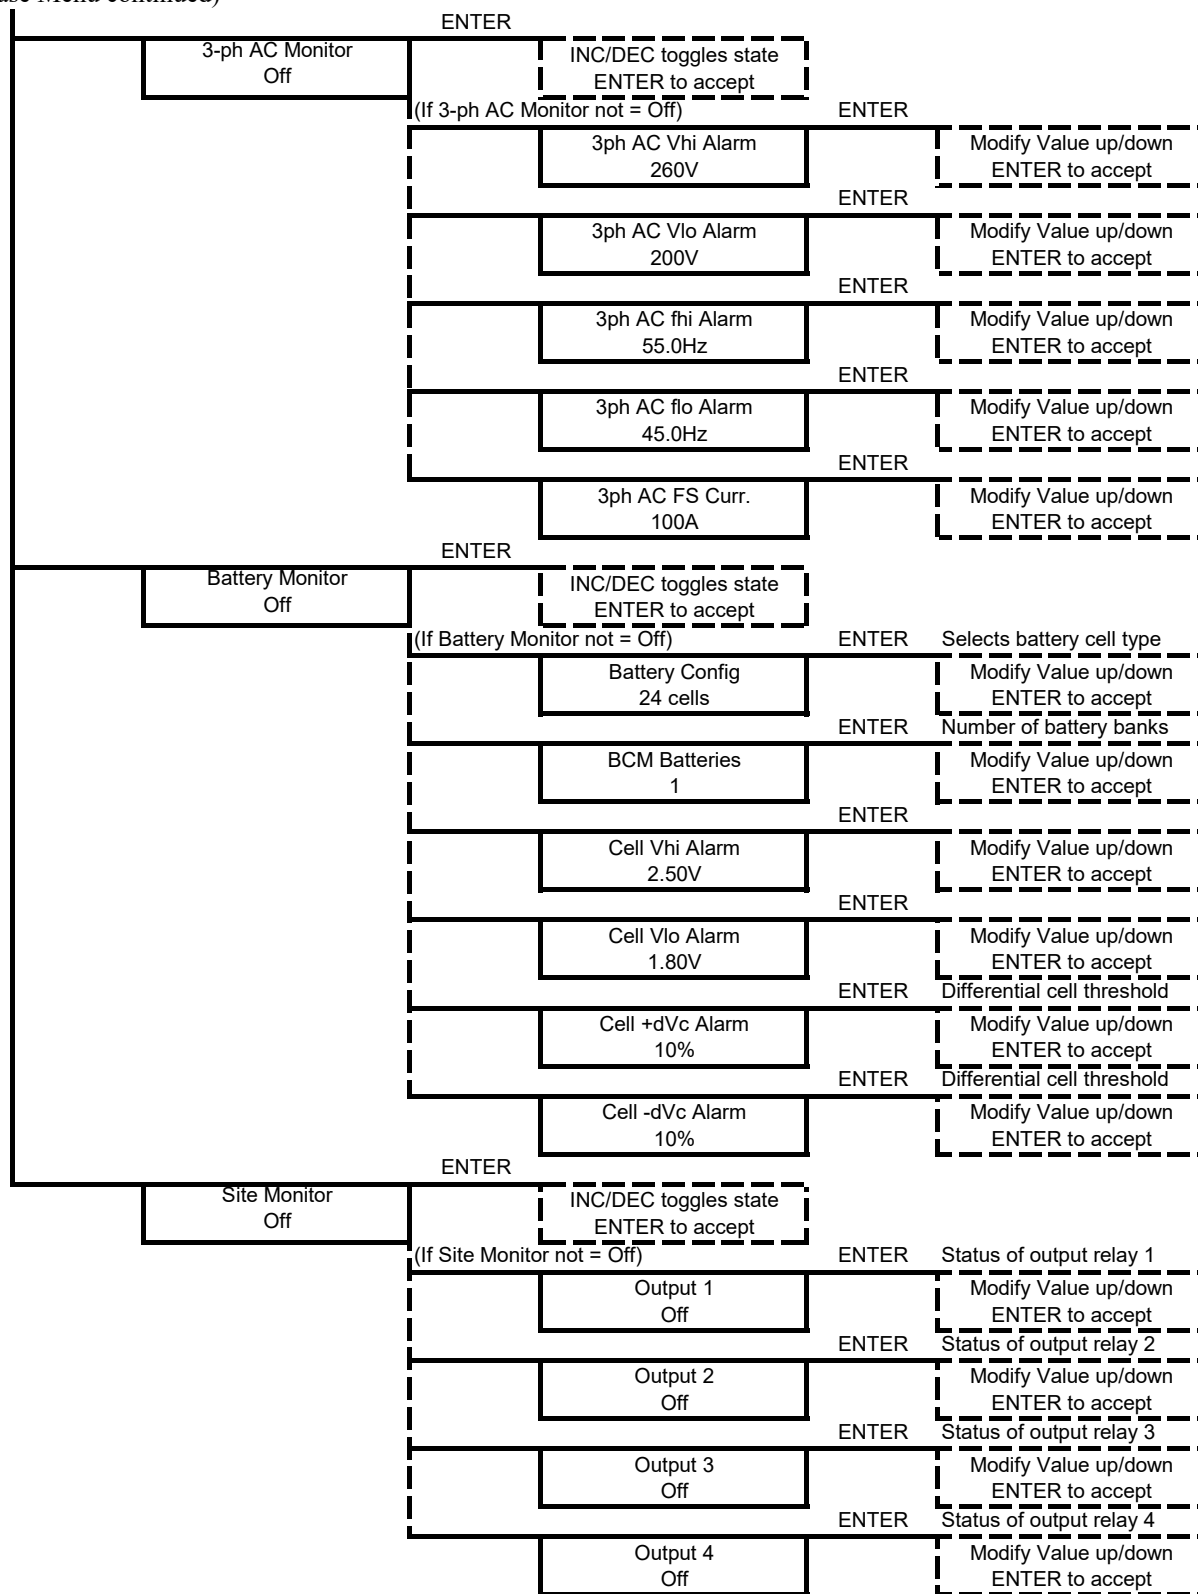 Menu continued)
ENTER
3-ph AC Monitor
Off
INC/DEC toggles state
ENTER to accept
(If 3-ph AC Monitor not = Off)
ENTER
3ph AC Vhi Alarm
260V
Modify Value up/down
ENTER to accept
ENTER
3ph AC Vlo Alarm
200V
Modify Value up/down
ENTER to accept
ENTER
3ph AC fhi Alarm
55.0Hz
Modify Value up/down
ENTER to accept
ENTER
3ph AC flo Alarm
45.0Hz
Modify Value up/down
ENTER to accept
ENTER
3ph AC FS Curr.
100A
Modify Value up/down
ENTER to accept
ENTER
Battery Monitor
Off
INC/DEC toggles state
ENTER to accept
(If Battery Monitor not = Off)
ENTER
Selects battery cell type
Battery Config
24 cells
Modify Value up/down
ENTER to accept
ENTER
Number of battery banks
BCM Batteries
1
Modify Value up/down
ENTER to accept
ENTER
Cell Vhi Alarm
2.50V
Modify Value up/down
ENTER to accept
ENTER
Cell Vlo Alarm
1.80V
Modify Value up/down
ENTER to accept
ENTER
Differential cell threshold
Cell +dVc Alarm
10%
Modify Value up/down
ENTER to accept
ENTER
Differential cell threshold
Cell -dVc Alarm
10%
Modify Value up/down
ENTER to accept
ENTER
Site Monitor
Off
INC/DEC toggles state
ENTER to accept
(If Site Monitor not = Off)
ENTER
Status of output relay 1
Output 1
Off
Modify Value up/down
ENTER to accept
ENTER
Status of output relay 2
Output 2
Off
Modify Value up/down
ENTER to accept
ENTER
Status of output relay 3
Output 3
Off
Modify Value up/down
ENTER to accept
ENTER
Status of output relay 4
Output 4
Off
Modify Value up/down
ENTER to accept